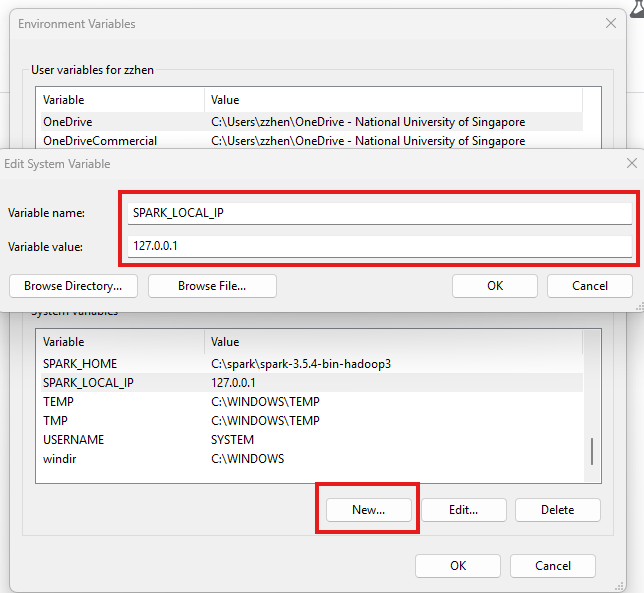 Environment Variables
User variables for zzhen
Variable Value
OneDrive C:\Users\zzhen\OneDrive - National University of Singapore
OneDriveCommercial C:\Users\zzhen\OneDrive - National University of Singapore
Edit System Variable
Variable name: SPARK_LOCAL_IP
Variable value: 127.0.0.1
Browse Directory... Browse File... OK Cancel
System variables
Variable Value
SPARK_HOME C:\spark\spark-3.5.4-bin-hadoop3
SPARK_LOCAL_IP 127.0.0.1
TEMP C:\WINDOWS\TEMP
TMP C:\WINDOWS\TEMP
USERNAME SYSTEM
windir C:\WINDOWS
New... Edit... Delete
OK Cancel